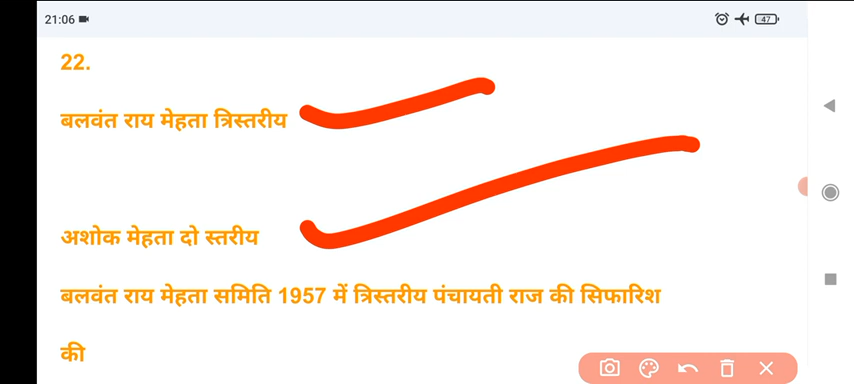 21:06
47
22.
बलवंत राय मेहता त्रिस्तरीय
अशोक मेहता दो स्तरीय
बलवंत राय मेहता समिति 1957 में त्रिस्तरीय पंचायती राज की सिफारिश
की